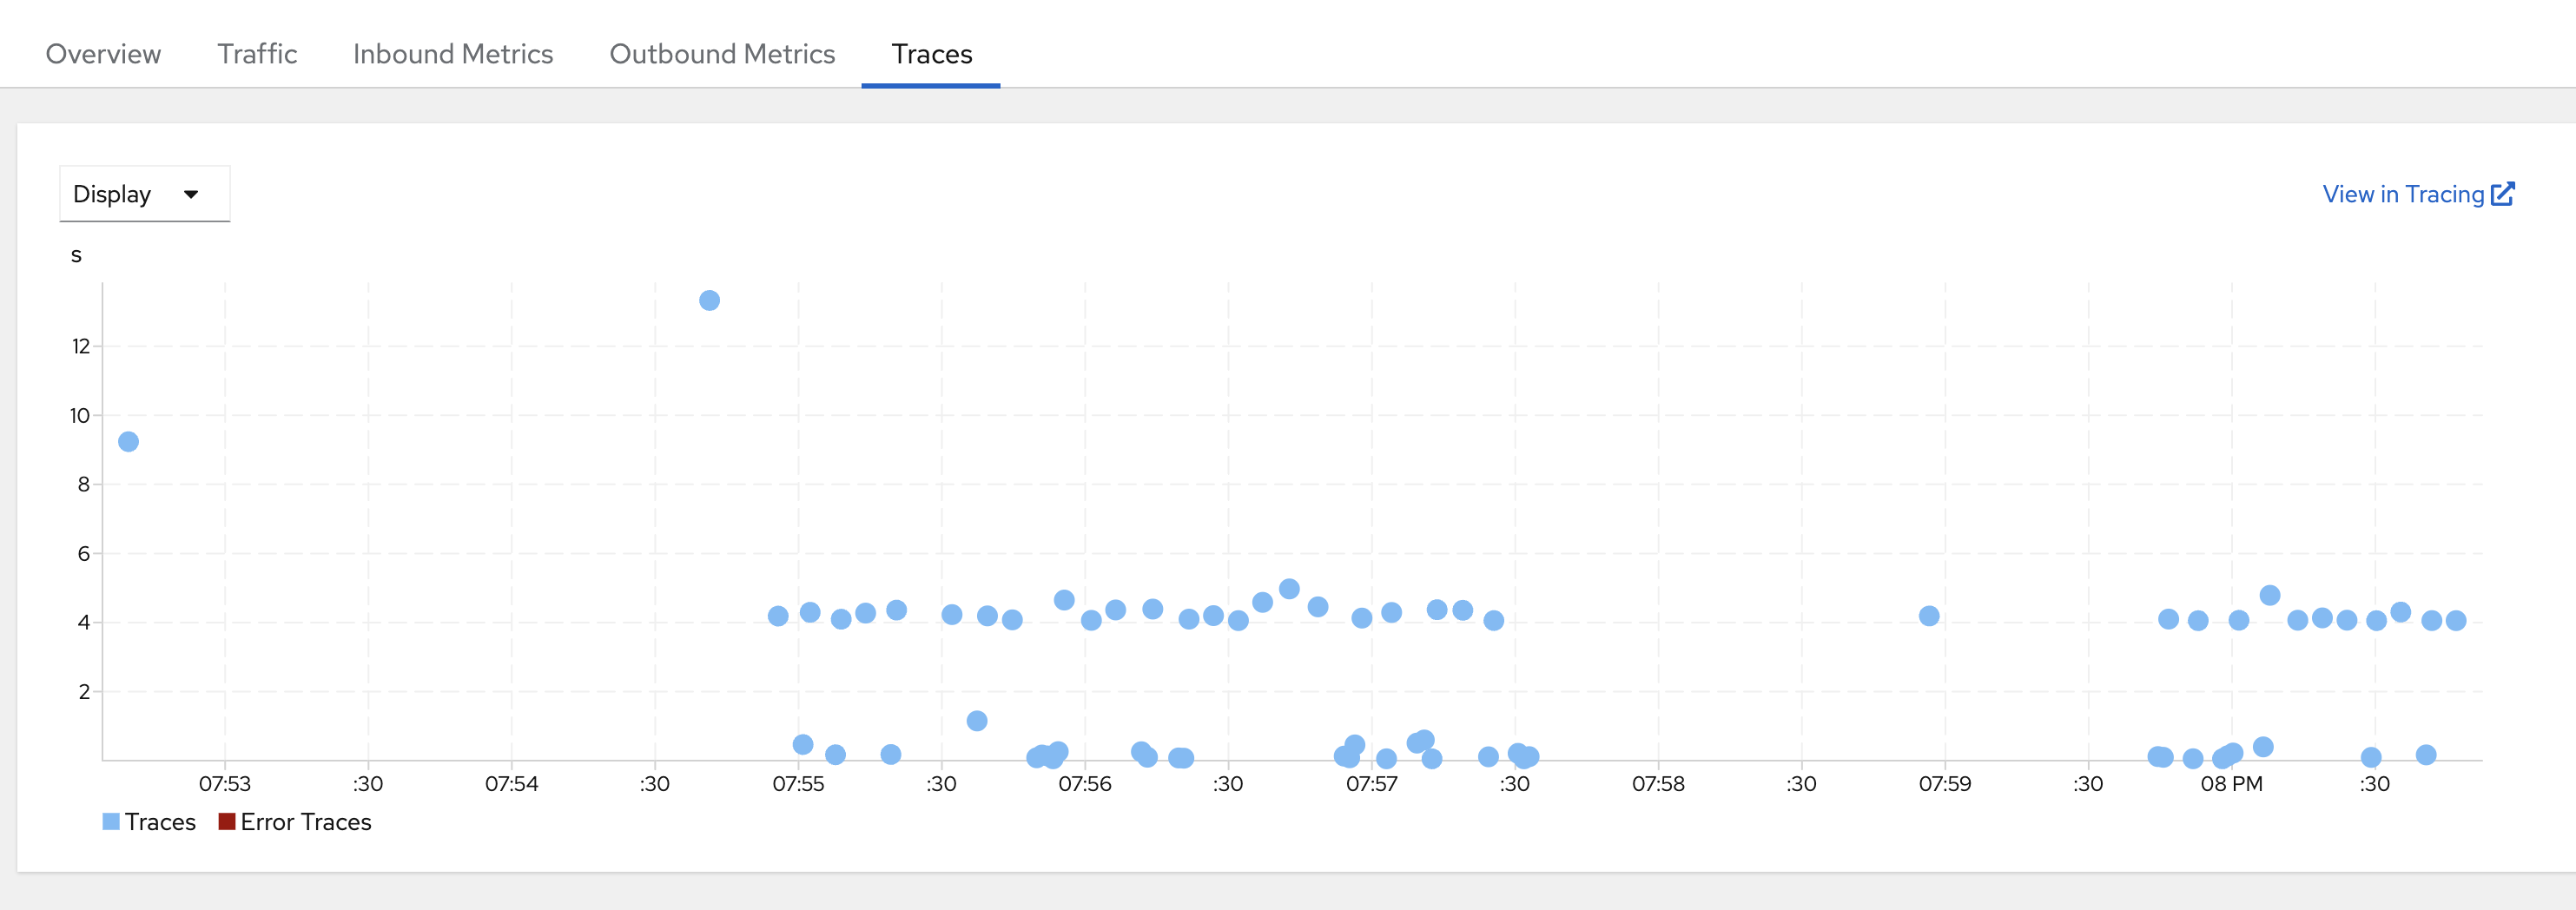 Overview Traffic Inbound Metrics Outbound Metrics Traces
Display View in Tracing
s
12
10
8
6
4
2
07:53 :30 07:54 :30 07:55 :30 07:56 :30 07:57 :30 07:58 :30 07:59 :30 08 PM :30
Traces Error Traces